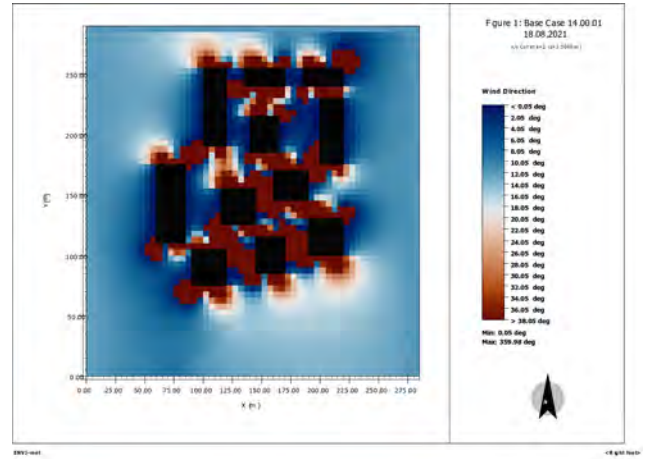 Figure 1: Base Case 14.00.01
18.08.2021
Wind Direction
< 0.05 deg
2.05 deg
4.05 deg
6.05 deg
8.05 deg
10.05 deg
12.05 deg
14.05 deg
16.05 deg
18.05 deg
20.05 deg
22.05 deg
24.05 deg
26.05 deg
28.05 deg
30.05 deg
32.05 deg
34.05 deg
36.05 deg
> 38.05 deg
Min: 0.05 deg
Max: 359.98 deg
Y (m)
250.00
200.00
150.00
100.00
50.00
0.00
0.00 25.00 50.00 75.00 100.00 125.00 150.00 175.00 200.00 225.00 250.00 275.00
X (m)
ENVI-met
<Right foot>